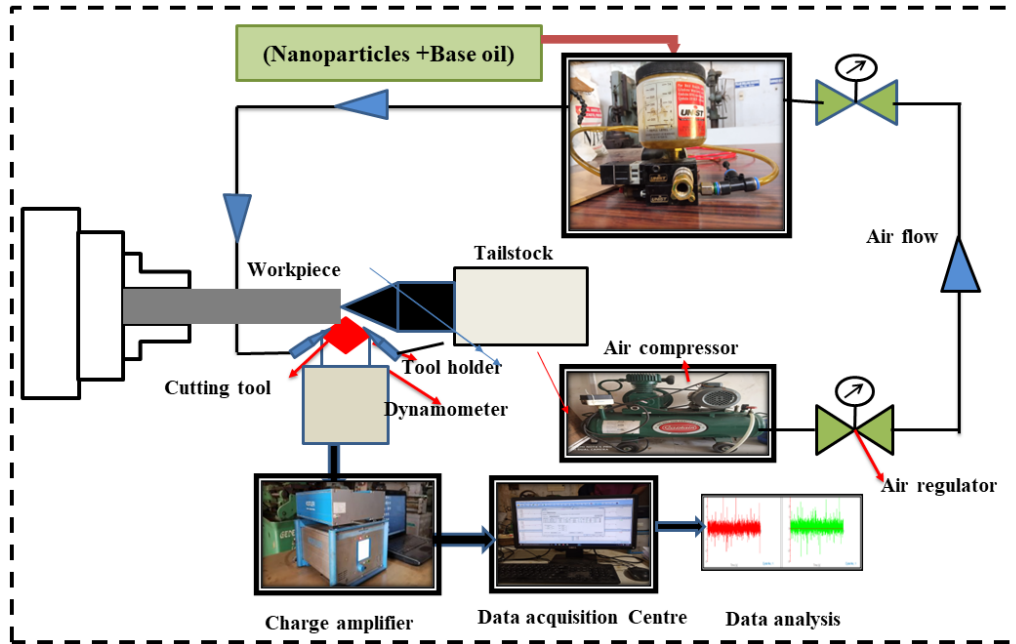 (Nanoparticles +Base oil)
UNIST
Air flow
Workpiece
Tailstock
Air compressor
Tool holder
Cutting tool
Dynamometer
Air regulator
Charge amplifier
Data acquisition Centre
Data analysis